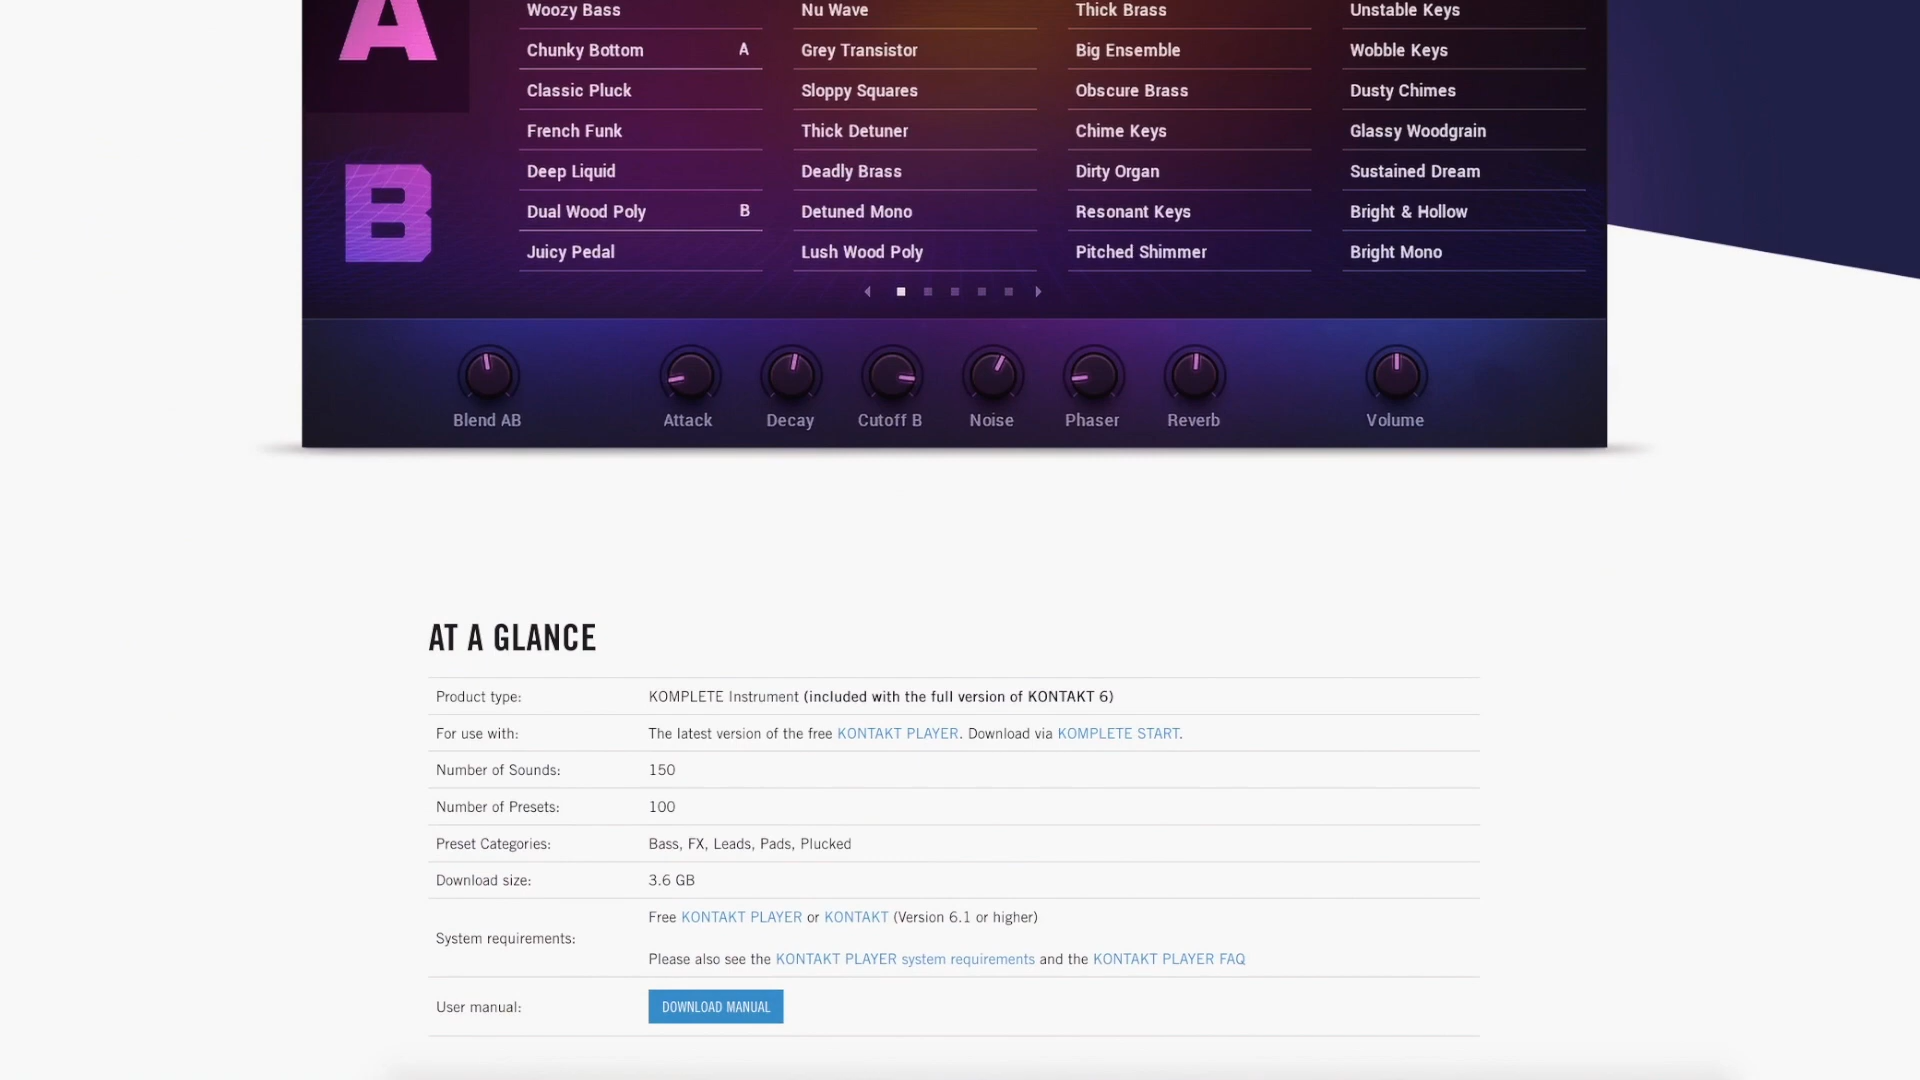 A
Woozy Bass Nu Wave Thick Brass Unstable Keys
Chunky Bottom A Grey Transistor Big Ensemble Wobble Keys
Classic Pluck Sloppy Squares Obscure Brass Dusty Chimes
French Funk Thick Detuner Chime Keys Glassy Woodgrain
B
Deep Liquid Deadly Brass Dirty Organ Sustained Dream
Dual Wood Poly B Detuned Mono Resonant Keys Bright & Hollow
Juicy Pedal Lush Wood Poly Pitched Shimmer Bright Mono
Blend AB Attack Decay Cutoff B Noise Phaser Reverb Volume
AT A GLANCE
Product type: KOMPLETE Instrument (included with the full version of KONTAKT 6)
For use with: The latest version of the free KONTAKT PLAYER. Download via KOMPLETE START.
Number of Sounds: 150
Number of Presets: 100
Preset Categories: Bass, FX, Leads, Pads, Plucked
Download size: 3.6 GB
System requirements: Free KONTAKT PLAYER or KONTAKT (Version 6.1 or higher)
Please also see the KONTAKT PLAYER system requirements and the KONTAKT PLAYER FAQ
User manual: DOWNLOAD MANUAL